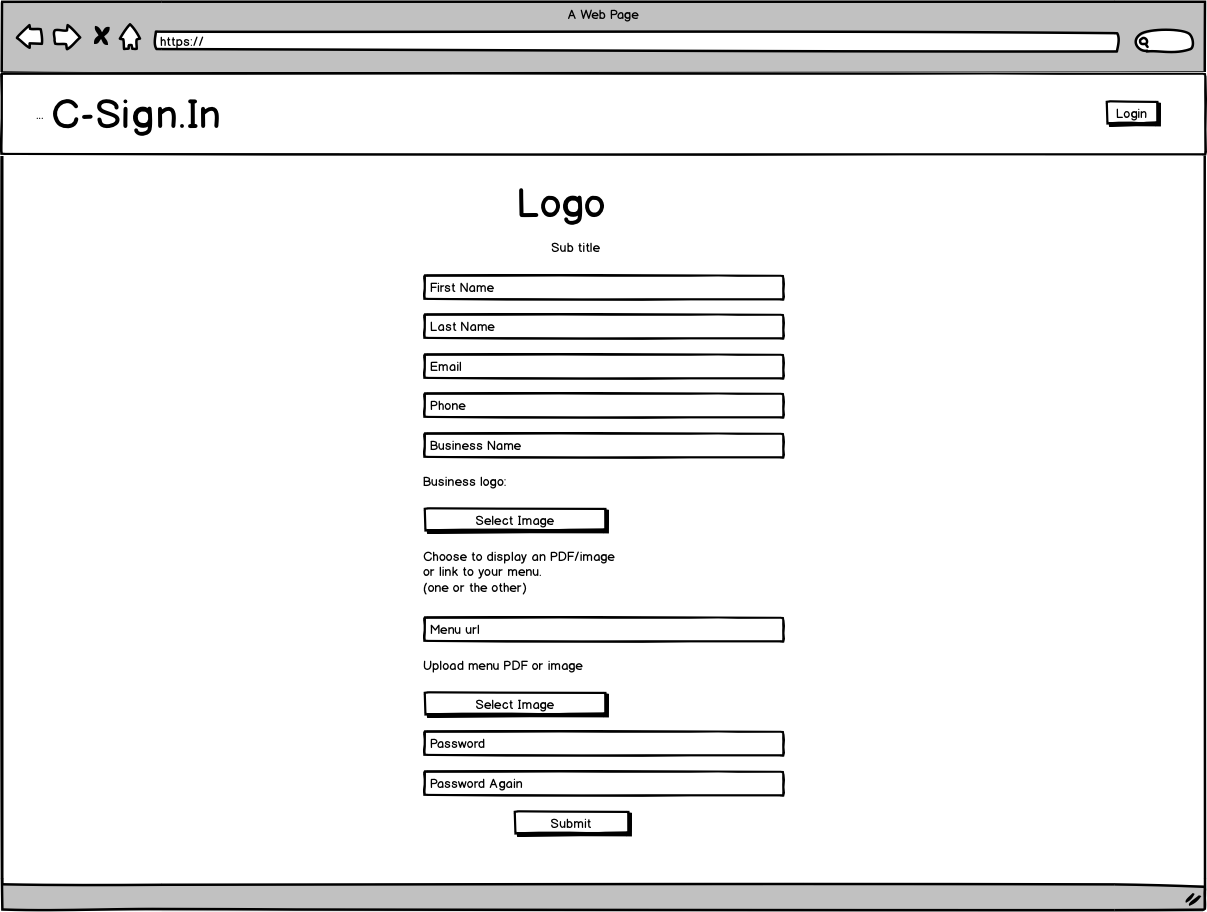 A Web Page
https://
... C-Sign.In
Login
Logo
Sub title
First Name
Last Name
Email
Phone
Business Name
Business logo:
Select Image
Choose to display an PDF/image
or link to your menu.
(one or the other)
Menu url
Upload menu PDF or image
Select Image
Password
Password Again
Submit